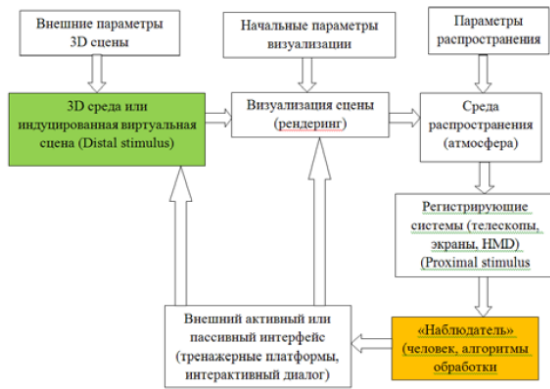 Внешние параметры
3D сцены
Начальные параметры
визуализации
Параметры
распространения
3D среда или
индуцированная виртуальная
сцена (Distal stimulus)
Визуализация сцены
(рендеринг)
Среда
распространения
(атмосфера)
Регистрирующие
системы (телескопы,
экраны, HMD)
(Proximal stimulus
Внешний активный или
пассивный интерфейс
(тренажерные платформы,
интерактивный диалог)
«Наблюдатель»
(человек, алгоритмы
обработки